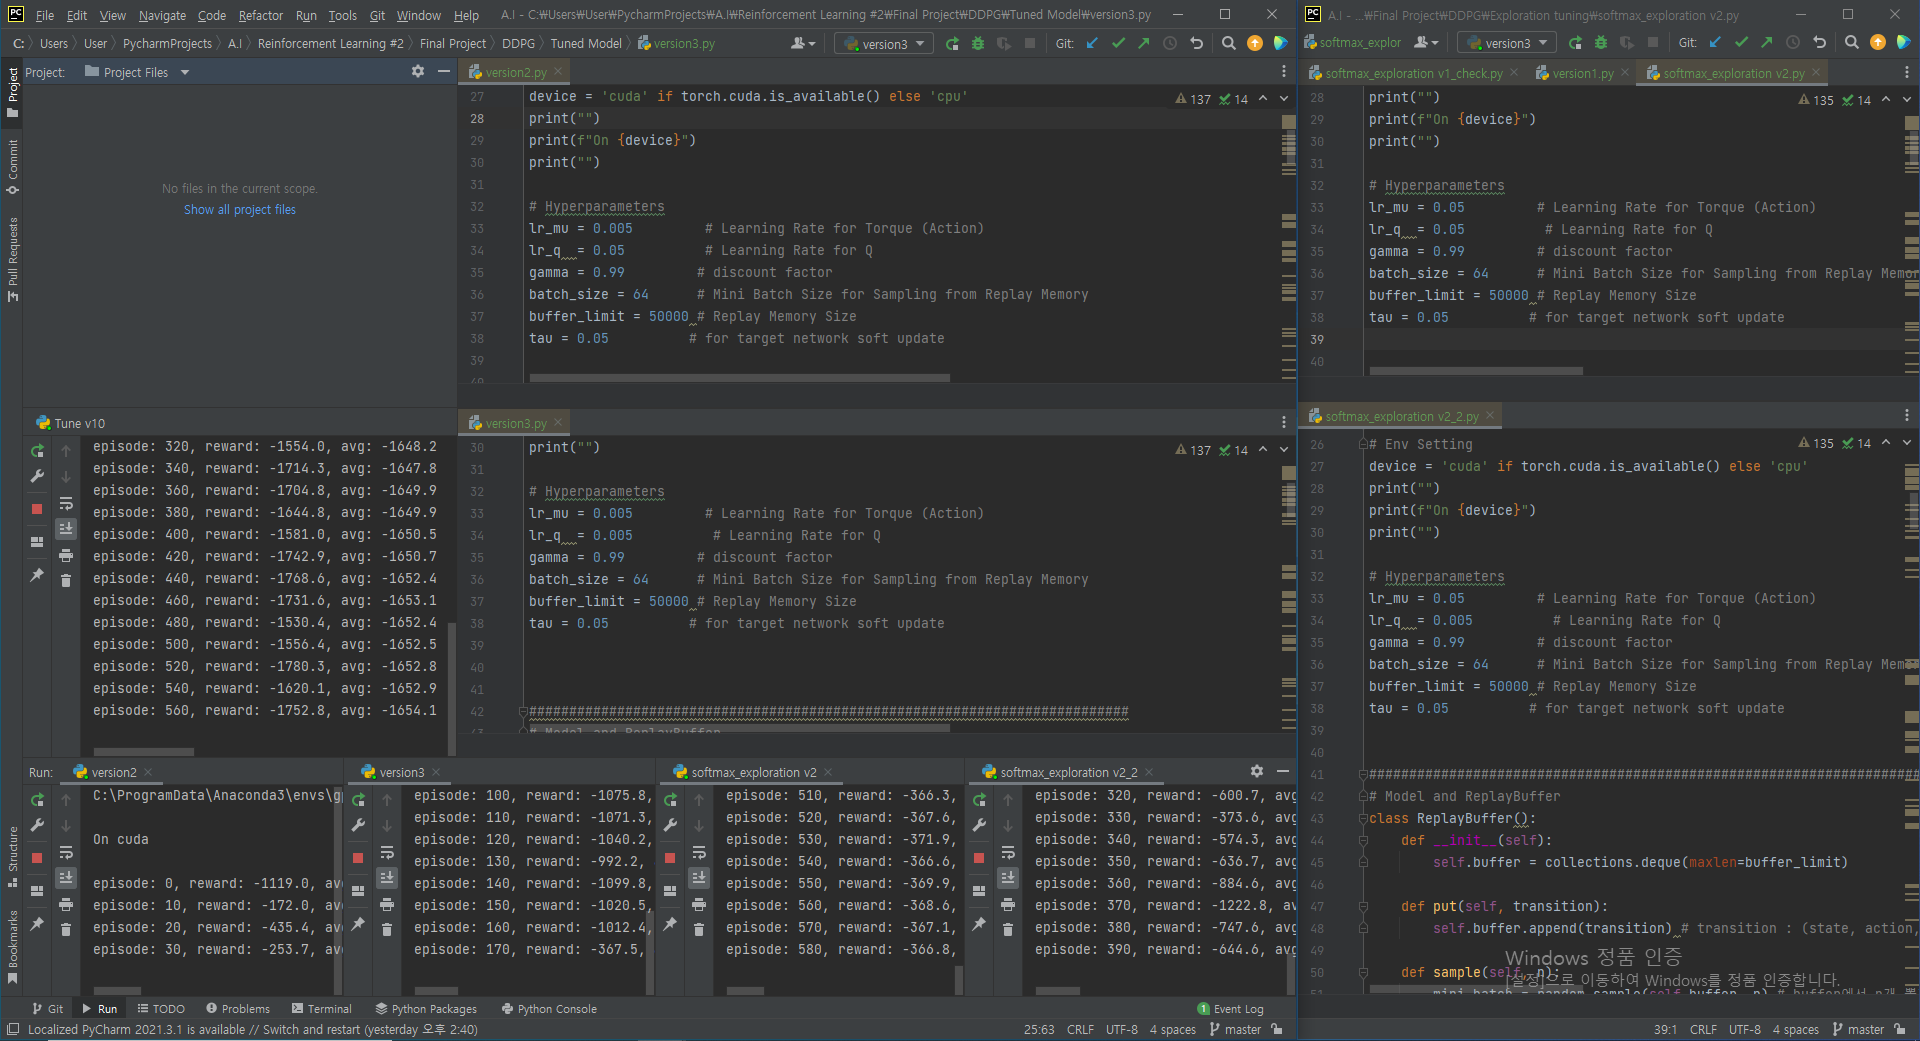 File Edit View Navigate Code Refactor Run Tools Git Window Help A.I - C:₩Users₩User₩PycharmProjects₩A.I₩Reinforcement Learning #2₩Final Project₩DDPG₩Tuned Model₩version3.py
C: Users User PycharmProjects A.I Reinforcement Learning #2 Final Project DDPG Tuned Model version3.py version3 Git:
Project: Project Files
Project
Commit
Pull Requests
Structure
Bookmarks
No files in the current scope.
Show all project files
version2.py
137 14
27 device = 'cuda' if torch.cuda.is_available() else 'cpu'
28 print("")
29 print(f"On {device}")
30 print("")
31
32 # Hyperparameters
33 lr_mu = 0.005 # Learning Rate for Torque (Action)
34 lr_q = 0.05 # Learning Rate for Q
35 gamma = 0.99 # discount factor
36 batch_size = 64 # Mini Batch Size for Sampling from Replay Memory
37 buffer_limit = 50000 # Replay Memory Size
38 tau = 0.05 # for target network soft update
39
40
Tune v10
episode: 320, reward: -1554.0, avg: -1648.2
episode: 340, reward: -1714.3, avg: -1647.8
episode: 360, reward: -1704.8, avg: -1649.9
episode: 380, reward: -1644.8, avg: -1649.9
episode: 400, reward: -1581.0, avg: -1650.5
episode: 420, reward: -1742.9, avg: -1650.7
episode: 440, reward: -1768.6, avg: -1652.4
episode: 460, reward: -1731.6, avg: -1653.1
episode: 480, reward: -1530.4, avg: -1652.4
episode: 500, reward: -1556.4, avg: -1652.5
episode: 520, reward: -1780.3, avg: -1652.8
episode: 540, reward: -1620.1, avg: -1652.9
episode: 560, reward: -1752.8, avg: -1654.1
version3.py
137 14
30 print("")
31
32 # Hyperparameters
33 lr_mu = 0.005 # Learning Rate for Torque (Action)
34 lr_q = 0.005 # Learning Rate for Q
35 gamma = 0.99 # discount factor
36 batch_size = 64 # Mini Batch Size for Sampling from Replay Memory
37 buffer_limit = 50000 # Replay Memory Size
38 tau = 0.05 # for target network soft update
39
40
41
42 ###########################################################################
43 # Model and ReplayBuffer
Run: version2
C:\ProgramData\Anaconda3\envs\gp
On cuda
episode: 0, reward: -1119.0, av
episode: 10, reward: -172.0, av
episode: 20, reward: -435.4, av
episode: 30, reward: -253.7, av
version3
episode: 100, reward: -1075.8,
episode: 110, reward: -1071.3,
episode: 120, reward: -1040.2,
episode: 130, reward: -992.2,
episode: 140, reward: -1099.8,
episode: 150, reward: -1020.5,
episode: 160, reward: -1012.4,
episode: 170, reward: -367.5,
softmax_exploration v2
episode: 510, reward: -366.3,
episode: 520, reward: -367.6,
episode: 530, reward: -371.9,
episode: 540, reward: -366.6,
episode: 550, reward: -369.9,
episode: 560, reward: -368.6,
episode: 570, reward: -367.1,
episode: 580, reward: -366.8,
softmax_exploration v2_2
episode: 320, reward: -600.7, avg
episode: 330, reward: -373.6, avg
episode: 340, reward: -574.3, avg
episode: 350, reward: -636.7, avg
episode: 360, reward: -884.6, avg
episode: 370, reward: -1222.8, av
episode: 380, reward: -747.6, avg
episode: 390, reward: -644.6, avg
Git Run TODO Problems Terminal Python Packages Python Console 1 Event Log
Localized PyCharm 2021.3.1 is available // Switch and restart (yesterday 오후 2:40) 25:63 CRLF UTF-8 4 spaces master
A.I - ...₩Final Project₩DDPG₩Exploration tuning₩softmax_exploration v2.py
softmax_explor version3 Git:
softmax_exploration v1_check.py version1.py softmax_exploration v2.py
135 14
28 print("")
29 print(f"On {device}")
30 print("")
31
32 # Hyperparameters
33 lr_mu = 0.05 # Learning Rate for Torque (Action)
34 lr_q = 0.05 # Learning Rate for Q
35 gamma = 0.99 # discount factor
36 batch_size = 64 # Mini Batch Size for Sampling from Replay Memor
37 buffer_limit = 50000 # Replay Memory Size
38 tau = 0.05 # for target network soft update
39
40
softmax_exploration v2_2.py
135 14
26 # Env Setting
27 device = 'cuda' if torch.cuda.is_available() else 'cpu'
28 print("")
29 print(f"On {device}")
30 print("")
31
32 # Hyperparameters
33 lr_mu = 0.05 # Learning Rate for Torque (Action)
34 lr_q = 0.005 # Learning Rate for Q
35 gamma = 0.99 # discount factor
36 batch_size = 64 # Mini Batch Size for Sampling from Replay Mem
37 buffer_limit = 50000 # Replay Memory Size
38 tau = 0.05 # for target network soft update
39
40
41 #####################################################################
42 # Model and ReplayBuffer
43 class ReplayBuffer():
44 def __init__(self):
45 self.buffer = collections.deque(maxlen=buffer_limit)
46
47 def put(self, transition):
48 self.buffer.append(transition) # transition : (state, action,
49
50 def sample(self, n):
51 mini_batch = random.sample(self.buffer, n) # buffer에서 n개
Windows 정품 인증
[설정]으로 이동하여 Windows를 정품 인증합니다.
39:1 CRLF UTF-8 4 spaces master